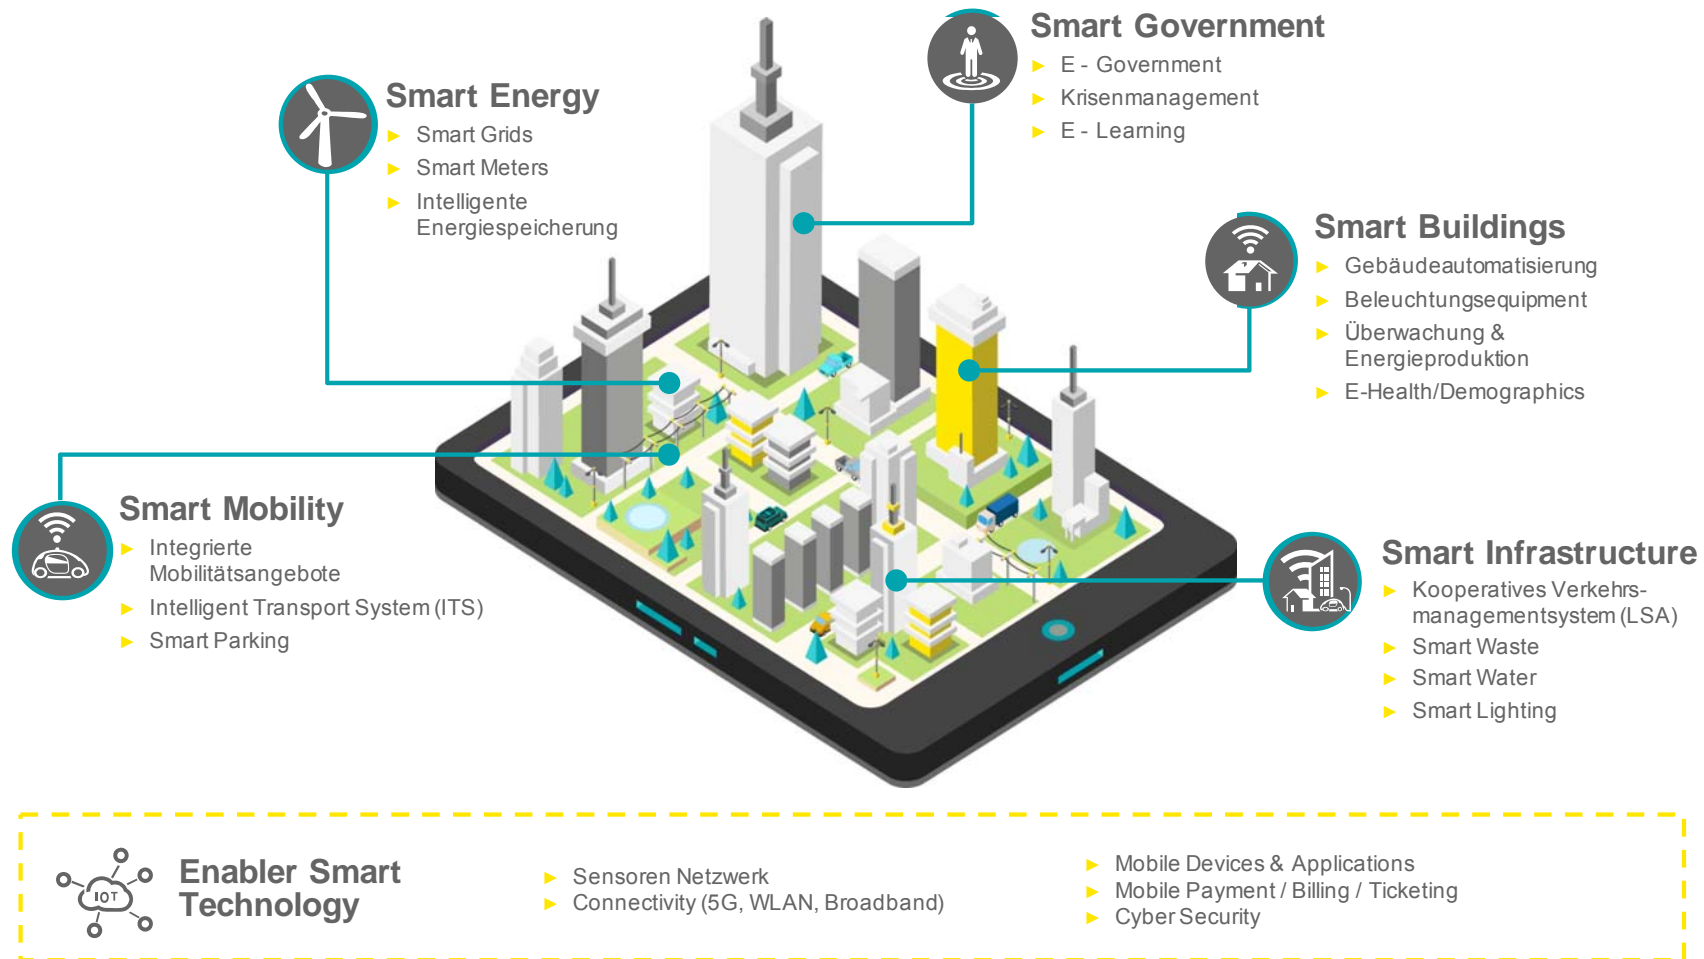 Smart Government
E - Government
Krisenmanagement
E - Learning
Smart Energy
Smart Grids
Smart Meters
Intelligente
Energiespeicherung
Smart Buildings
Gebäudeautomatisierung
Beleuchtungsequipment
Überwachung &
Energieproduktion
E-Health/Demographics
Smart Mobility
Integrierte
Mobilitätsangebote
Intelligent Transport System (ITS)
Smart Parking
Smart Infrastructure
Kooperatives Verkehrs-
managementsystem (LSA)
Smart Waste
Smart Water
Smart Lighting
IOT
Enabler Smart
Technology
Sensoren Netzwerk
Connectivity (5G, WLAN, Broadband)
Mobile Devices & Applications
Mobile Payment / Billing / Ticketing
Cyber Security